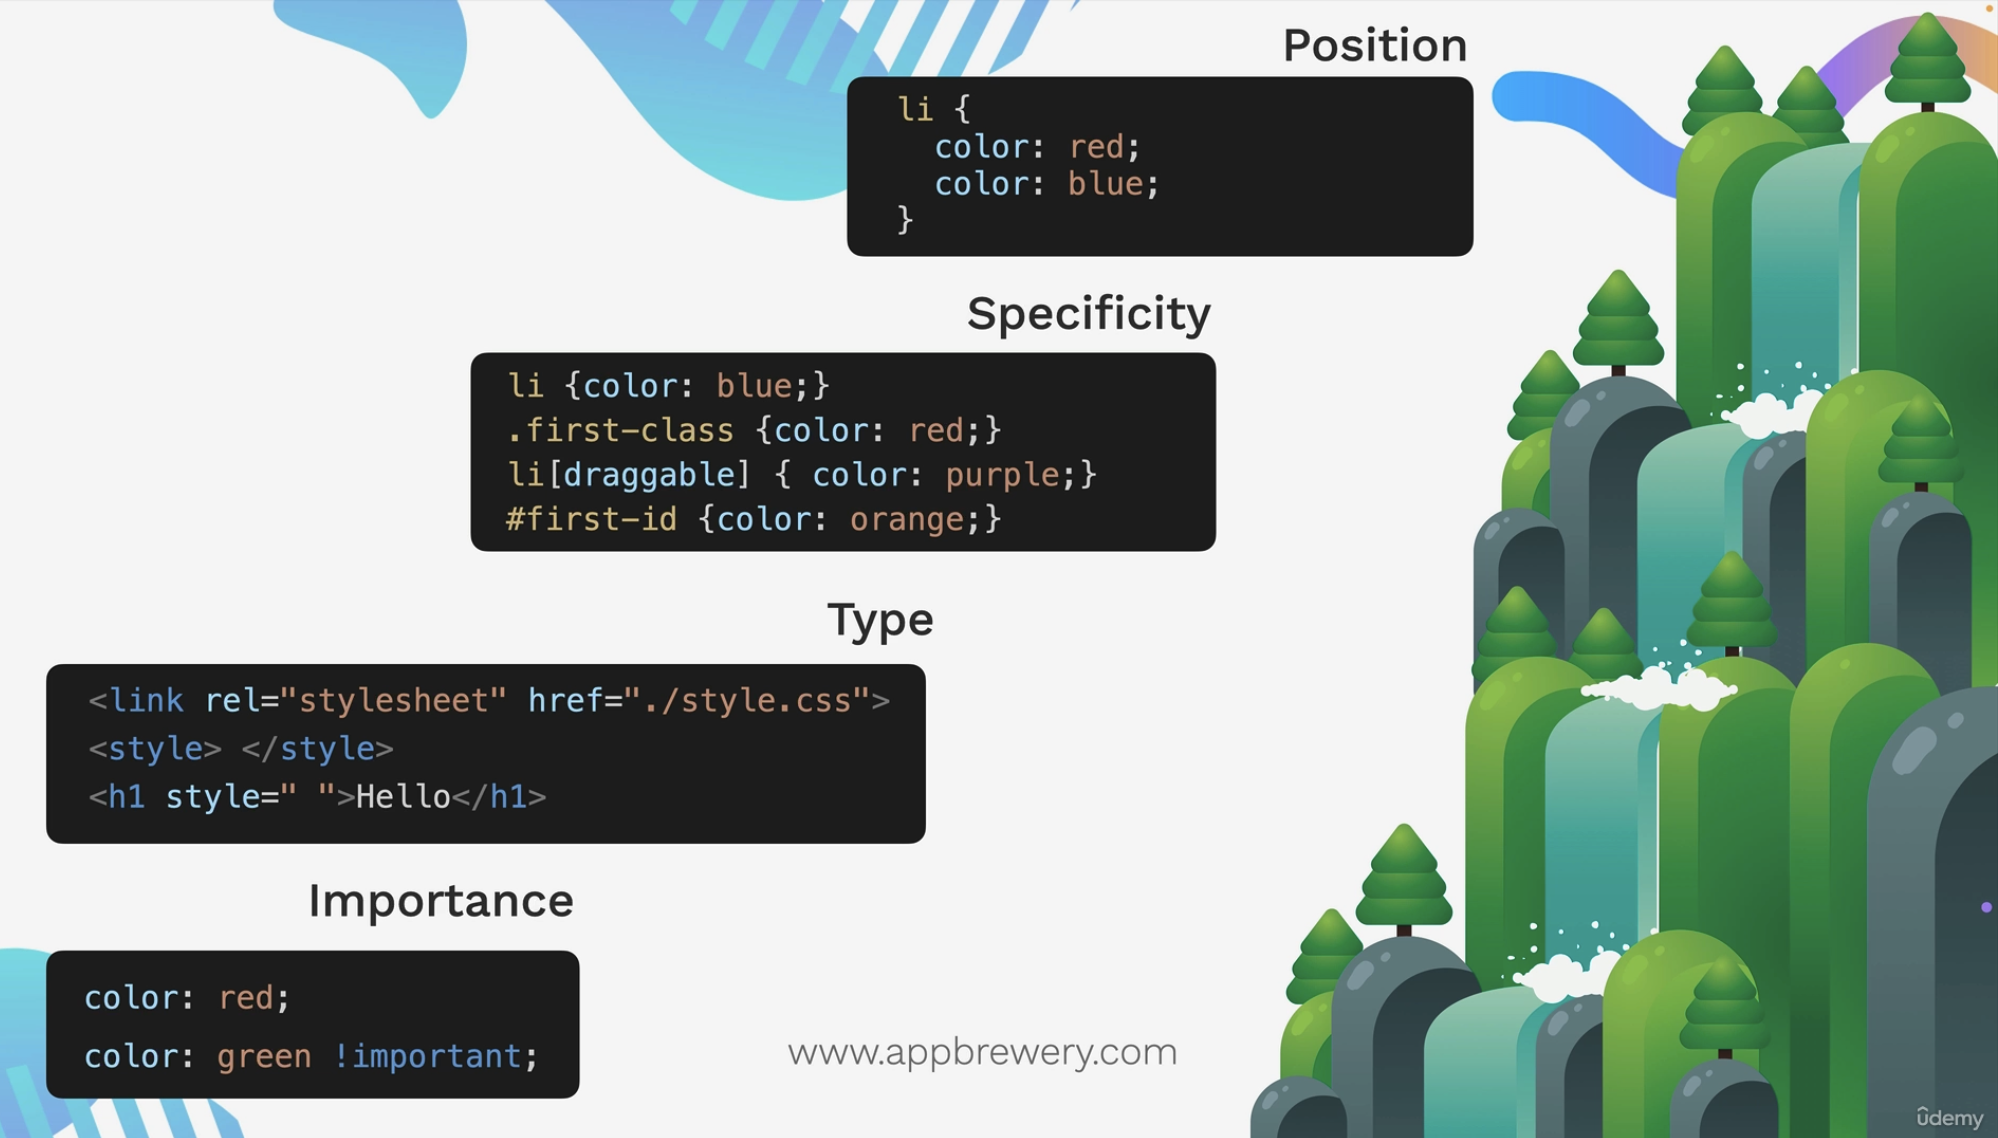 Position
li {
  color: red;
  color: blue;
}
Specificity
li {color: blue;}
.first-class {color: red;}
li[draggable] { color: purple;}
#first-id {color: orange;}
Type
<link rel="stylesheet" href="./style.css">
<style> </style>
<h1 style=" ">Hello</h1>
Importance
color: red;
color: green !important;
www.appbrewery.com
ûdemy